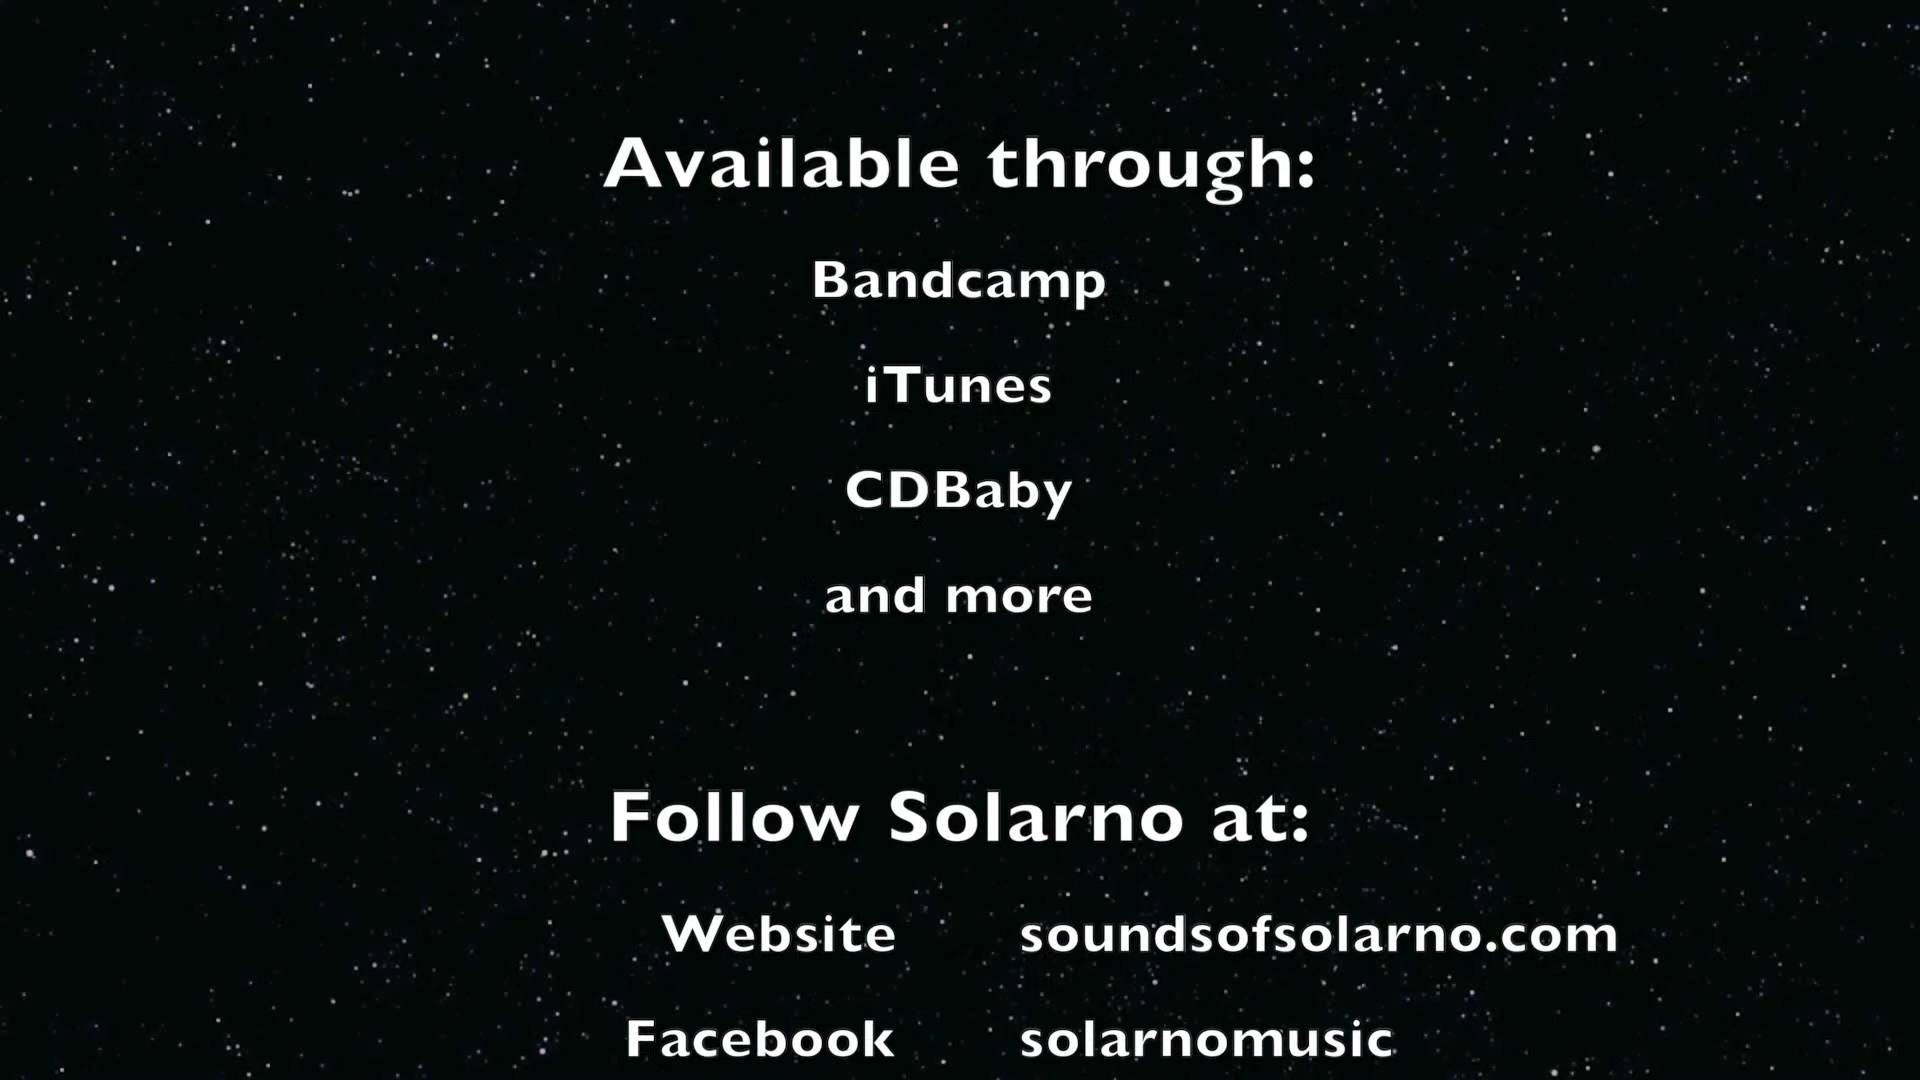 Available through:
Bandcamp
iTunes
CDBaby
and more
Follow Solarno at:
Website soundsofsolarno.com
Facebook solarnomusic